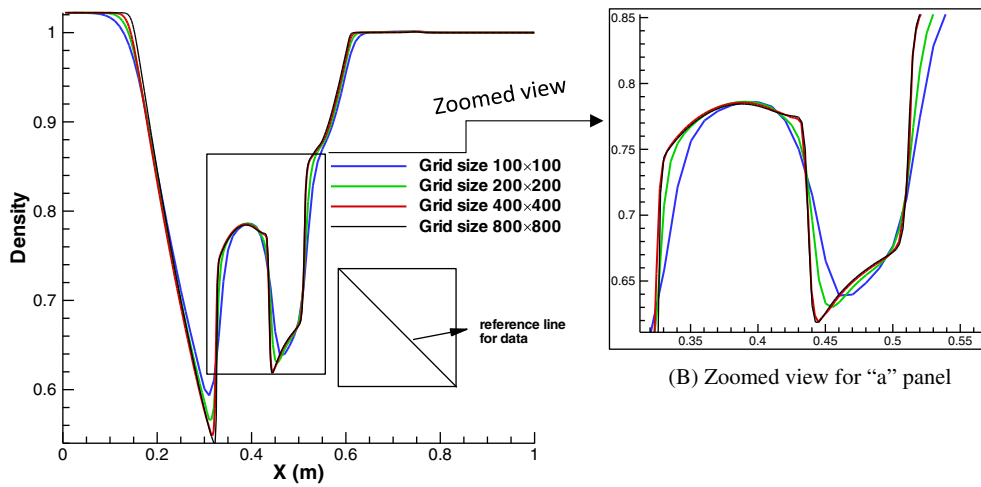 Density
1
0.9
0.8
0.7
0.6
0
0.2
0.4
0.6
0.8
1
X (m)
Zoomed view
Grid size 100×100
Grid size 200×200
Grid size 400×400
Grid size 800×800
reference line
for data
0.85
0.8
0.75
0.7
0.65
0.35
0.4
0.45
0.5
0.55
(B) Zoomed view for “a” panel